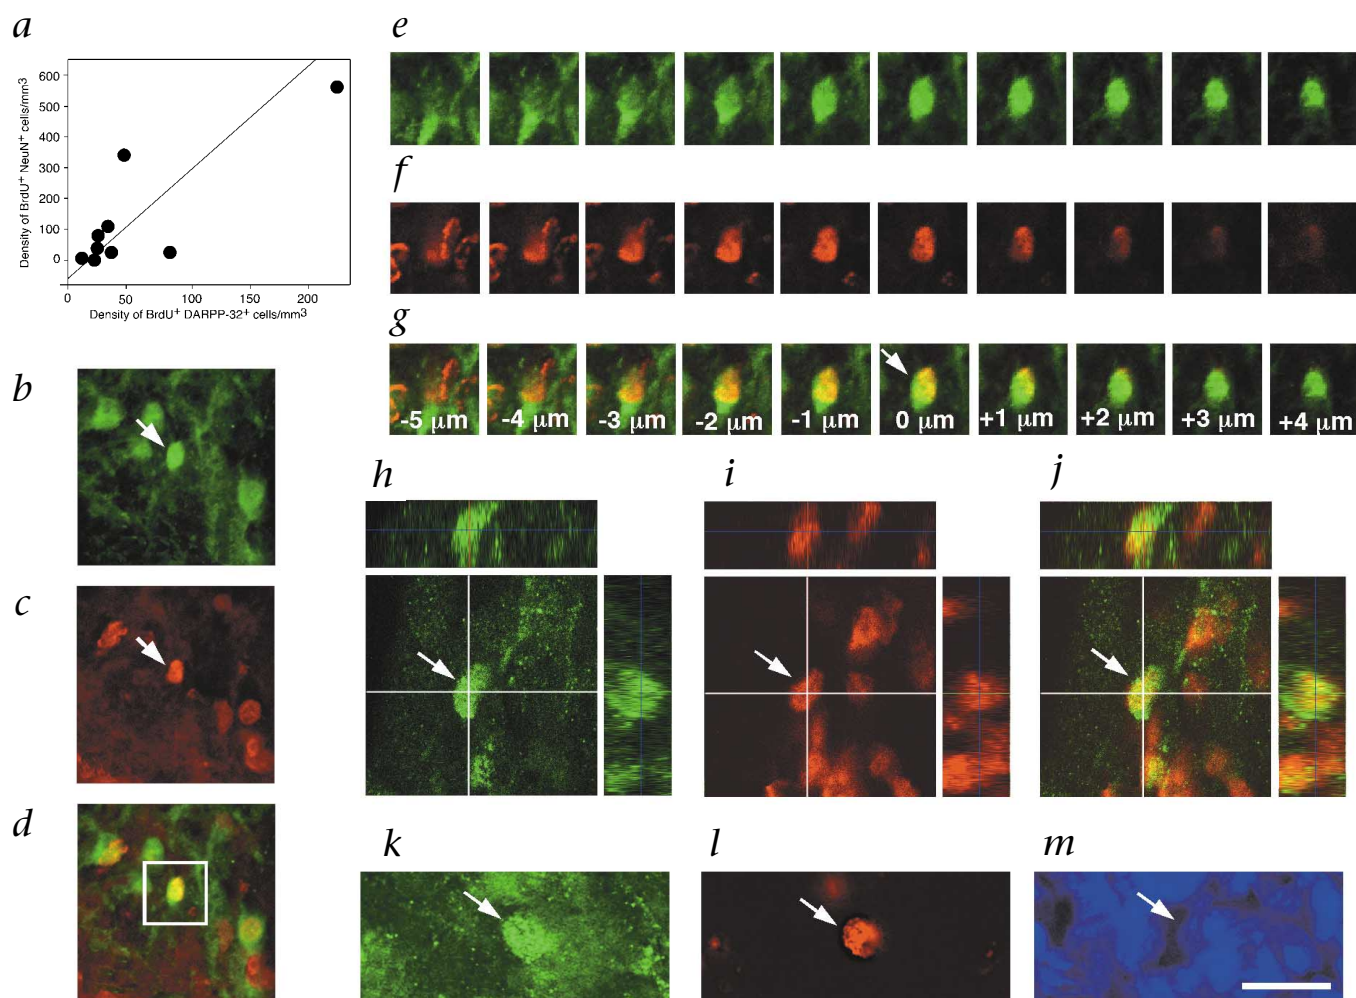 a
600
500
400
300
200
100
0
Density of BrdU+ NeuN+ cells/mm3
0
50
100
150
200
Density of BrdU+ DARPP-32+ cells/mm3
b
c
d
e
f
g
-5 μm
-4 μm
-3 μm
-2 μm
-1 μm
0 μm
+1 μm
+2 μm
+3 μm
+4 μm
h
i
j
k
l
m